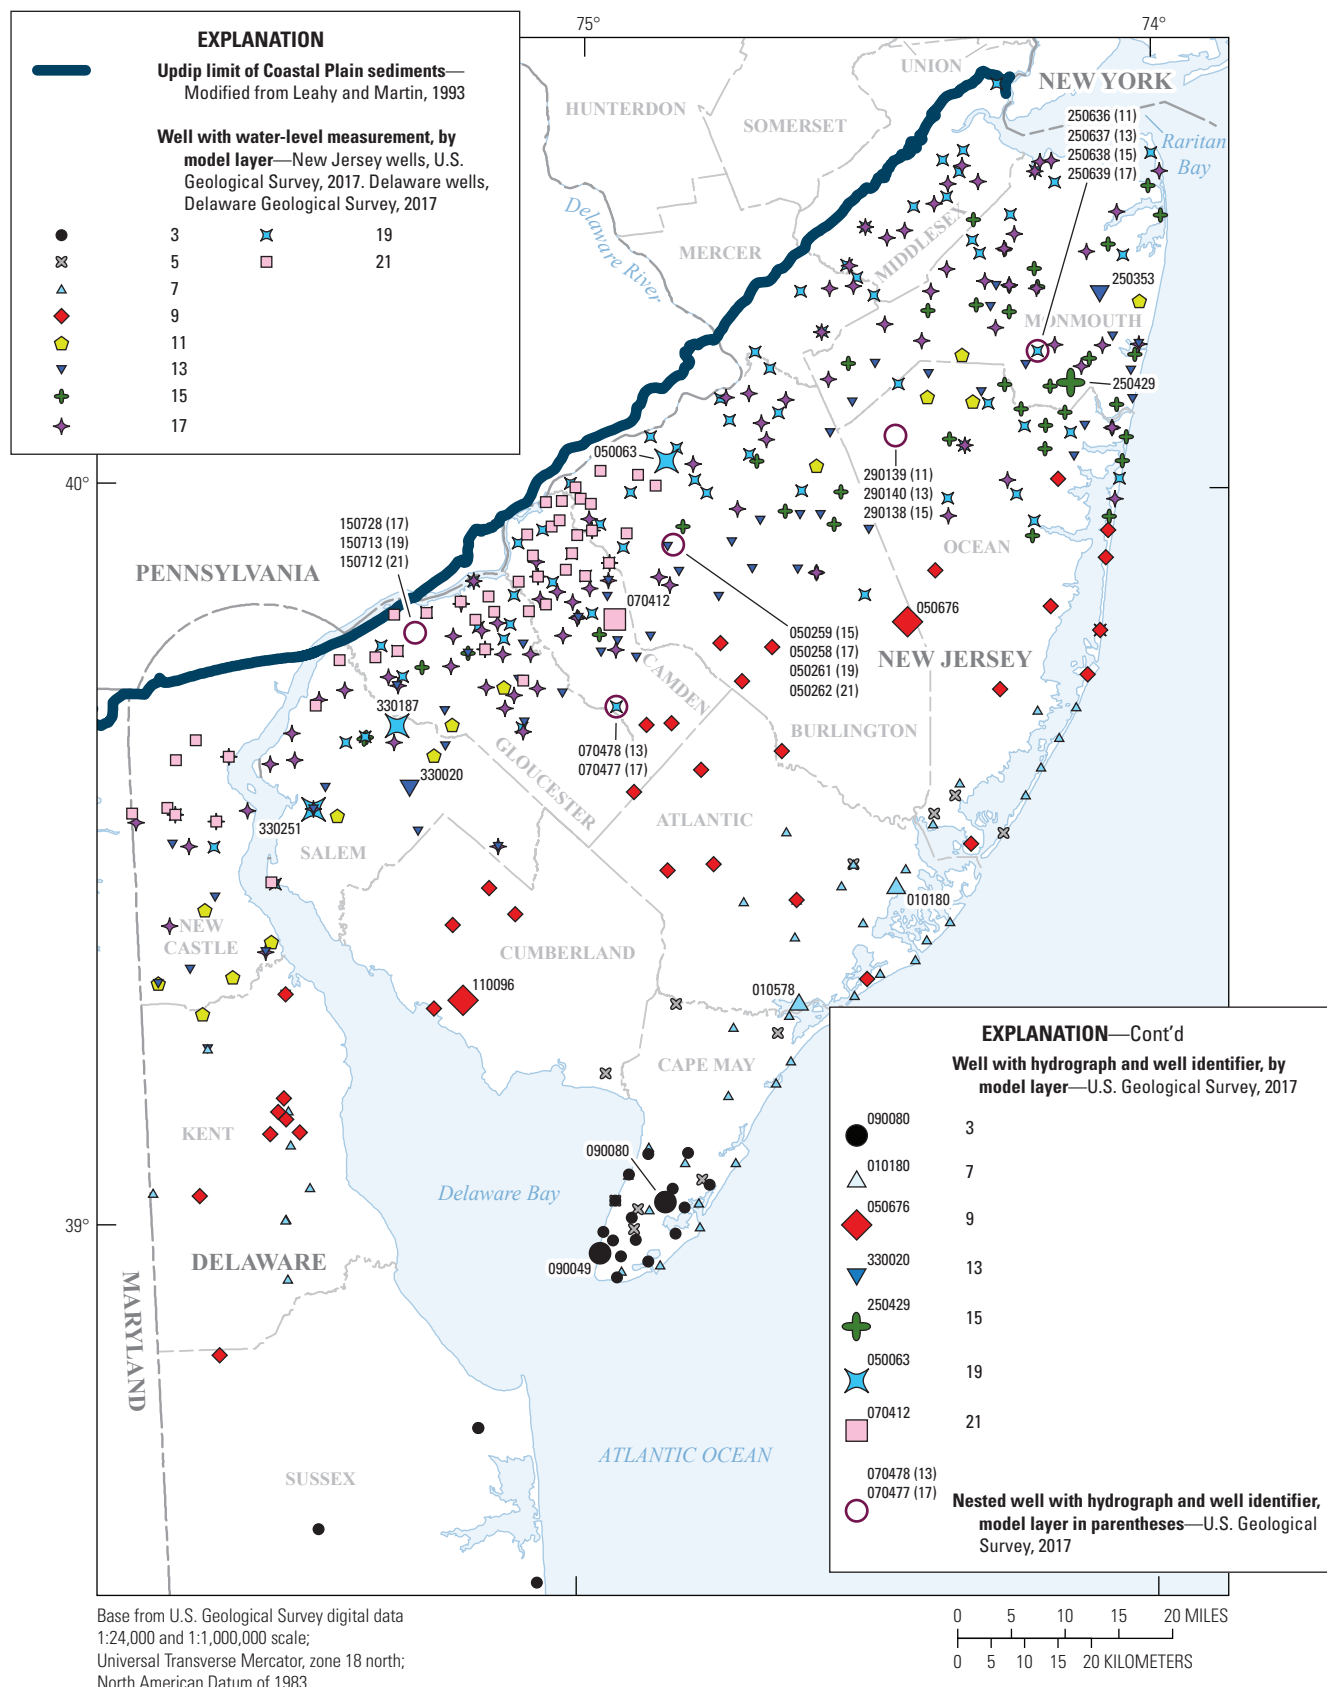 75°
74°
EXPLANATION
Updip limit of Coastal Plain sediments—
Modified from Leahy and Martin, 1993
Well with water-level measurement, by
model layer—New Jersey wells, U.S.
Geological Survey, 2017. Delaware wells,
Delaware Geological Survey, 2017
3
19
5
21
7
9
11
13
15
17
UNION
NEW YORK
HUNTERDON
SOMERSET
250636 (11)
250637 (13)
250638 (15)
250639 (17)
Raritan
Bay
Delaware River
MERCER
MIDDLESEX
250353
MONMOUTH
250429
050063
40°
290139 (11)
290140 (13)
290138 (15)
150728 (17)
150713 (19)
150712 (21)
OCEAN
PENNSYLVANIA
070412
050676
050259 (15)
050258 (17)
050261 (19)
050262 (21)
NEW JERSEY
CAMDEN
330187
BURLINGTON
070478 (13)
070477 (17)
GLOUCESTER
330020
330251
SALEM
ATLANTIC
010180
NEW
CASTLE
CUMBERLAND
110096
010578
CAPE MAY
KENT
090080
Delaware Bay
39°
DELAWARE
090049
MARYLAND
ATLANTIC OCEAN
SUSSEX
EXPLANATION—Cont'd
Well with hydrograph and well identifier, by
model layer—U.S. Geological Survey, 2017
090080
3
010180
7
050676
9
330020
13
250429
15
050063
19
070412
21
070478 (13)
070477 (17)
Nested well with hydrograph and well identifier,
model layer in parentheses—U.S. Geological
Survey, 2017
Base from U.S. Geological Survey digital data
1:24,000 and 1:1,000,000 scale;
Universal Transverse Mercator, zone 18 north;
North American Datum of 1983
0 5 10 15 20 MILES
0 5 10 15 20 KILOMETERS